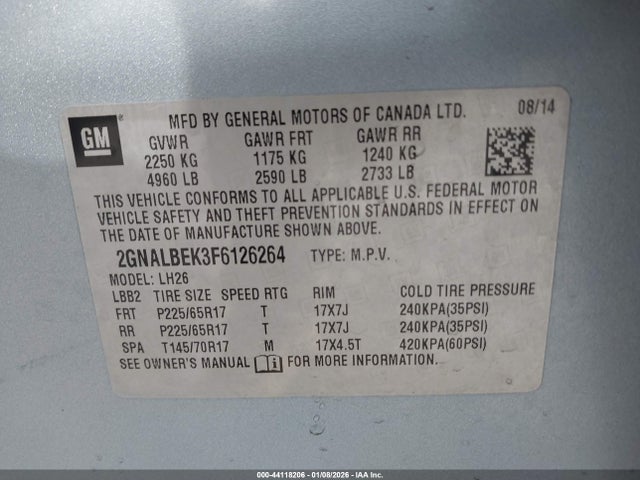 GM
MFD BY GENERAL MOTORS OF CANADA LTD. 08/14
GVWR GAWR FRT GAWR RR
2250 KG 1175 KG 1240 KG
4960 LB 2590 LB 2733 LB
THIS VEHICLE CONFORMS TO ALL APPLICABLE U.S. FEDERAL MOTOR
VEHICLE SAFETY AND THEFT PREVENTION STANDARDS IN EFFECT ON
THE DATE OF MANUFACTURE SHOWN ABOVE.
2GNALBEK3F6126264 TYPE: M.P.V.
MODEL: LH26
LBB2 TIRE SIZE SPEED RTG RIM COLD TIRE PRESSURE
FRT P225/65R17 T 17X7J 240KPA(35PSI)
RR P225/65R17 T 17X7J 240KPA(35PSI)
SPA T145/70R17 M 17X4.5T 420KPA(60PSI)
SEE OWNER'S MANUAL FOR MORE INFORMATION.
000-44118206 - 01/08/2026 - IAA, Inc.